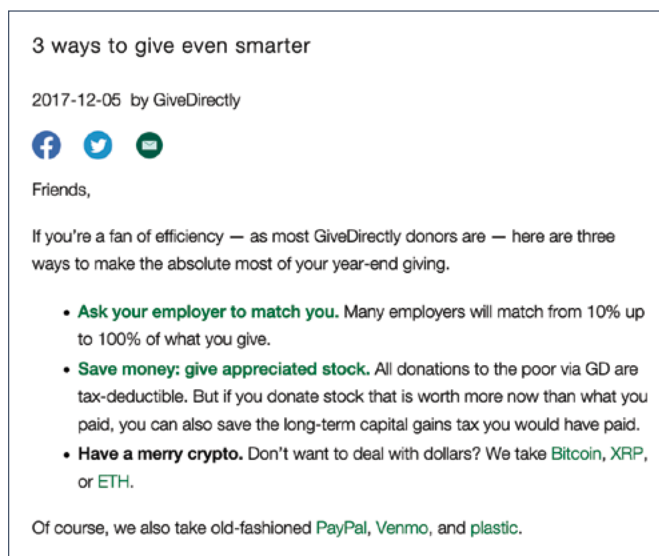 3 ways to give even smarter
2017-12-05 by GiveDirectly
Friends,
If you're a fan of efficiency — as most GiveDirectly donors are — here are three
ways to make the absolute most of your year-end giving.
• Ask your employer to match you. Many employers will match from 10% up
to 100% of what you give.
• Save money: give appreciated stock. All donations to the poor via GD are
tax-deductible. But if you donate stock that is worth more now than what you
paid, you can also save the long-term capital gains tax you would have paid.
• Have a merry crypto. Don't want to deal with dollars? We take Bitcoin, XRP,
or ETH.
Of course, we also take old-fashioned PayPal, Venmo, and plastic.